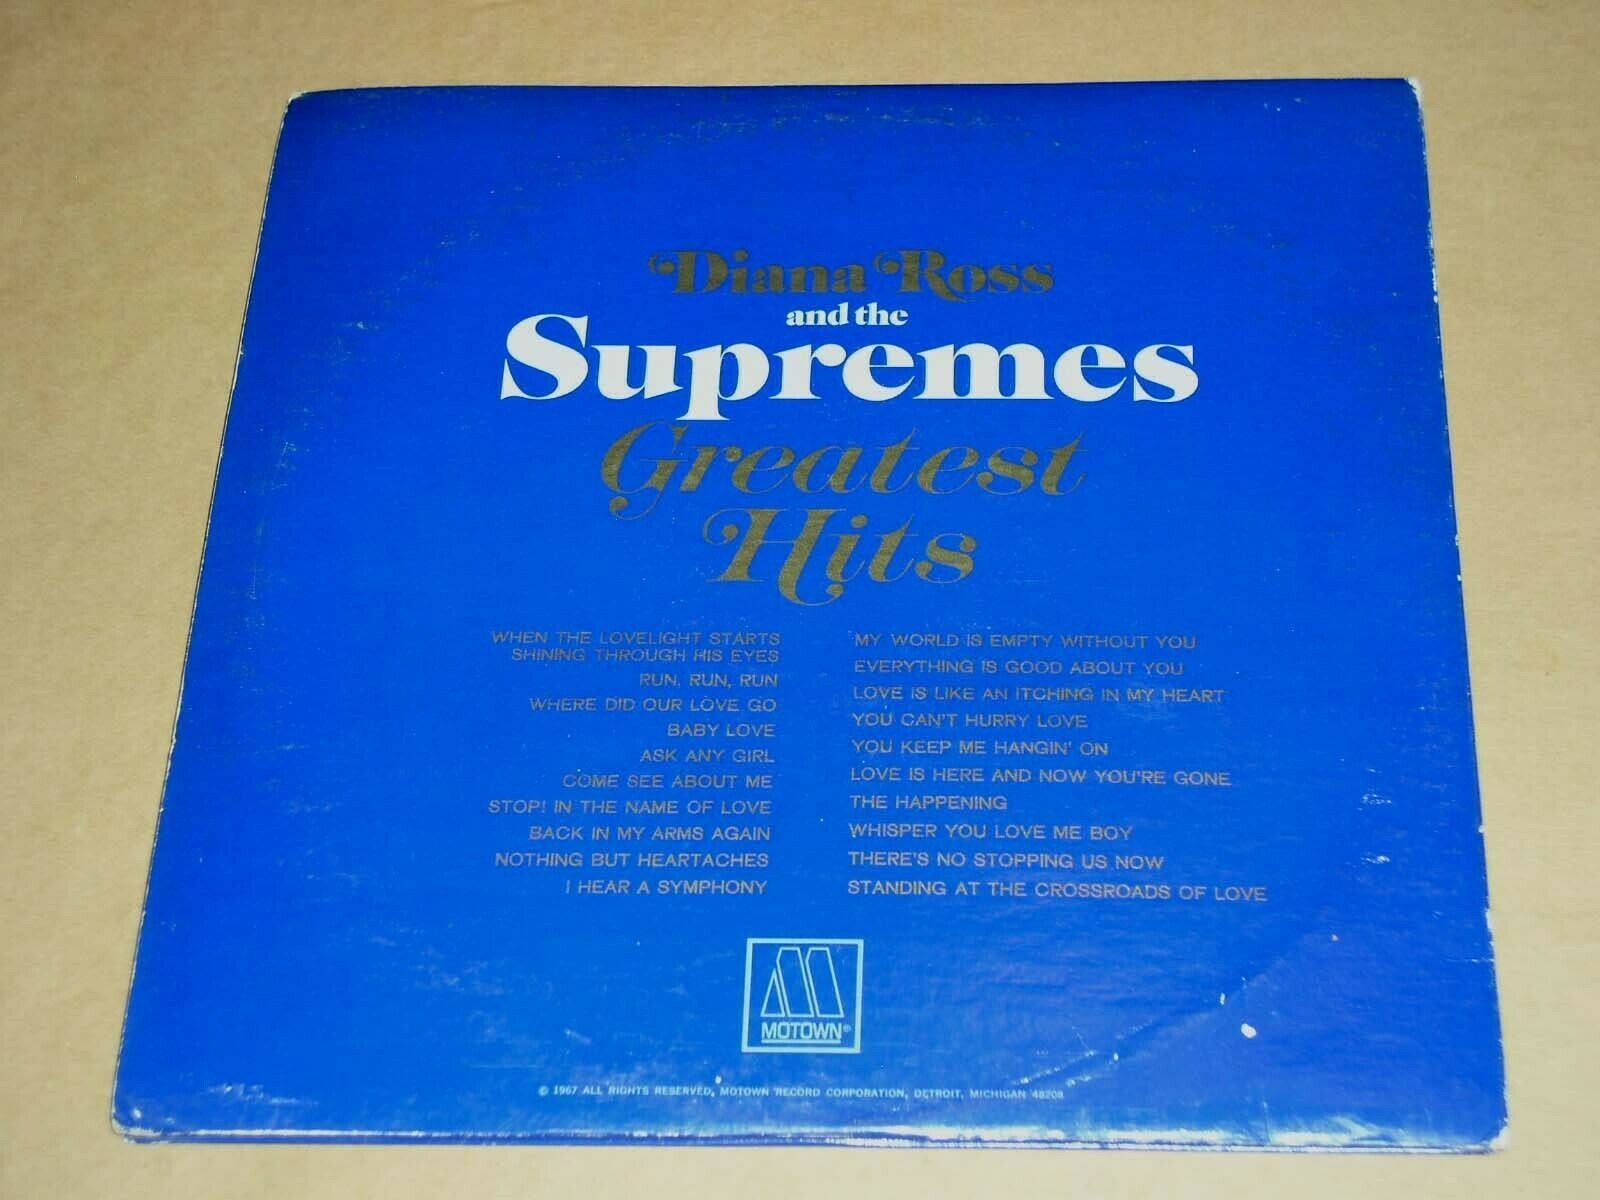 Diana Ross
and the
Supremes
Greatest
Hits
WHEN THE LOVELIGHT STARTS
SHINING THROUGH HIS EYES
RUN, RUN, RUN
WHERE DID OUR LOVE GO
BABY LOVE
ASK ANY GIRL
COME SEE ABOUT ME
STOP! IN THE NAME OF LOVE
BACK IN MY ARMS AGAIN
NOTHING BUT HEARTACHES
I HEAR A SYMPHONY
MY WORLD IS EMPTY WITHOUT YOU
EVERYTHING IS GOOD ABOUT YOU
LOVE IS LIKE AN ITCHING IN MY HEART
YOU CAN'T HURRY LOVE
YOU KEEP ME HANGIN' ON
LOVE IS HERE AND NOW YOU'RE GONE
THE HAPPENING
WHISPER YOU LOVE ME BOY
THERE'S NO STOPPING US NOW
STANDING AT THE CROSSROADS OF LOVE
MOTOWN®
© 1967 ALL RIGHTS RESERVED, MOTOWN RECORD CORPORATION, DETROIT, MICHIGAN 48208